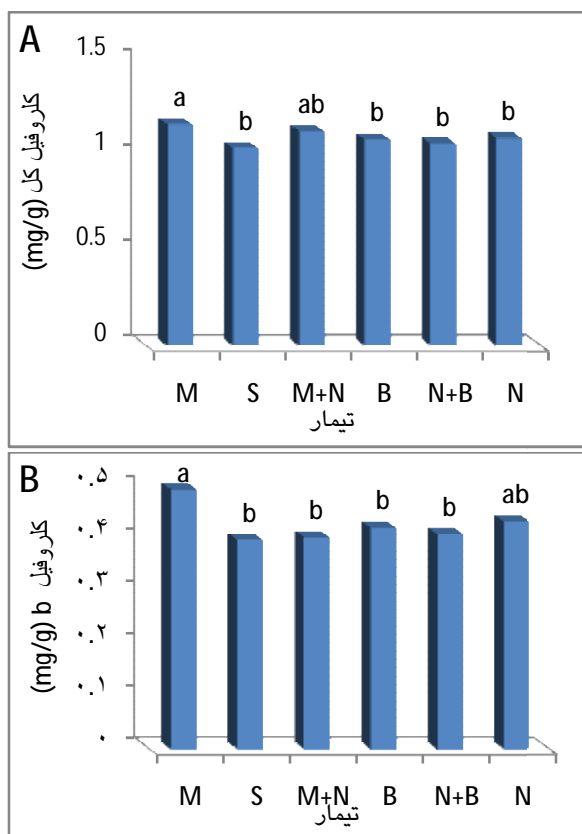 A
کلروفیل کل (mg/g)
1.5
1
0.5
0
a b ab b b b
M S M+N B N+B N
تیمار
B
کلروفیل b (mg/g)
۰.۵
۰.۴
۰.۳
۰.۲
۰.۱
۰
a b b b b ab
M S M+N B N+B N
تیمار